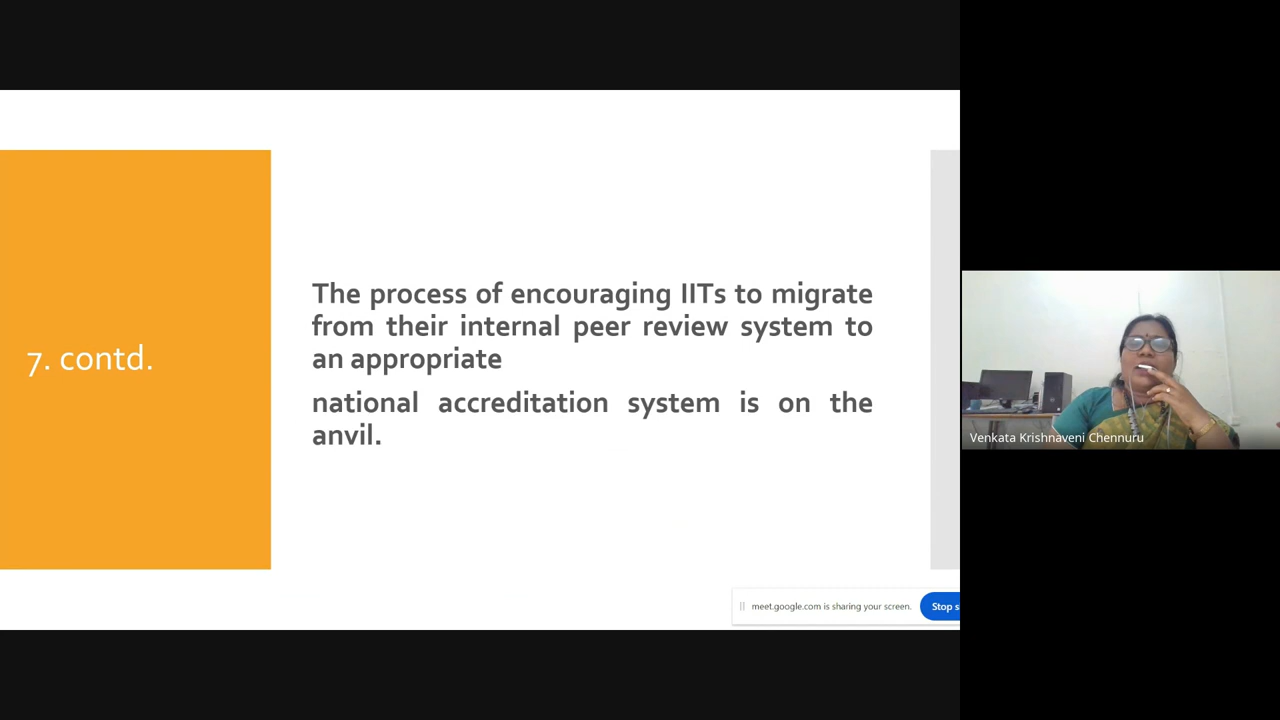 7. contd.
The process of encouraging IITs to migrate
from their internal peer review system to
an appropriate
national accreditation system is on the
anvil.
Venkata Krishnaveni Chennuru
meet.google.com is sharing your screen.
Stop s